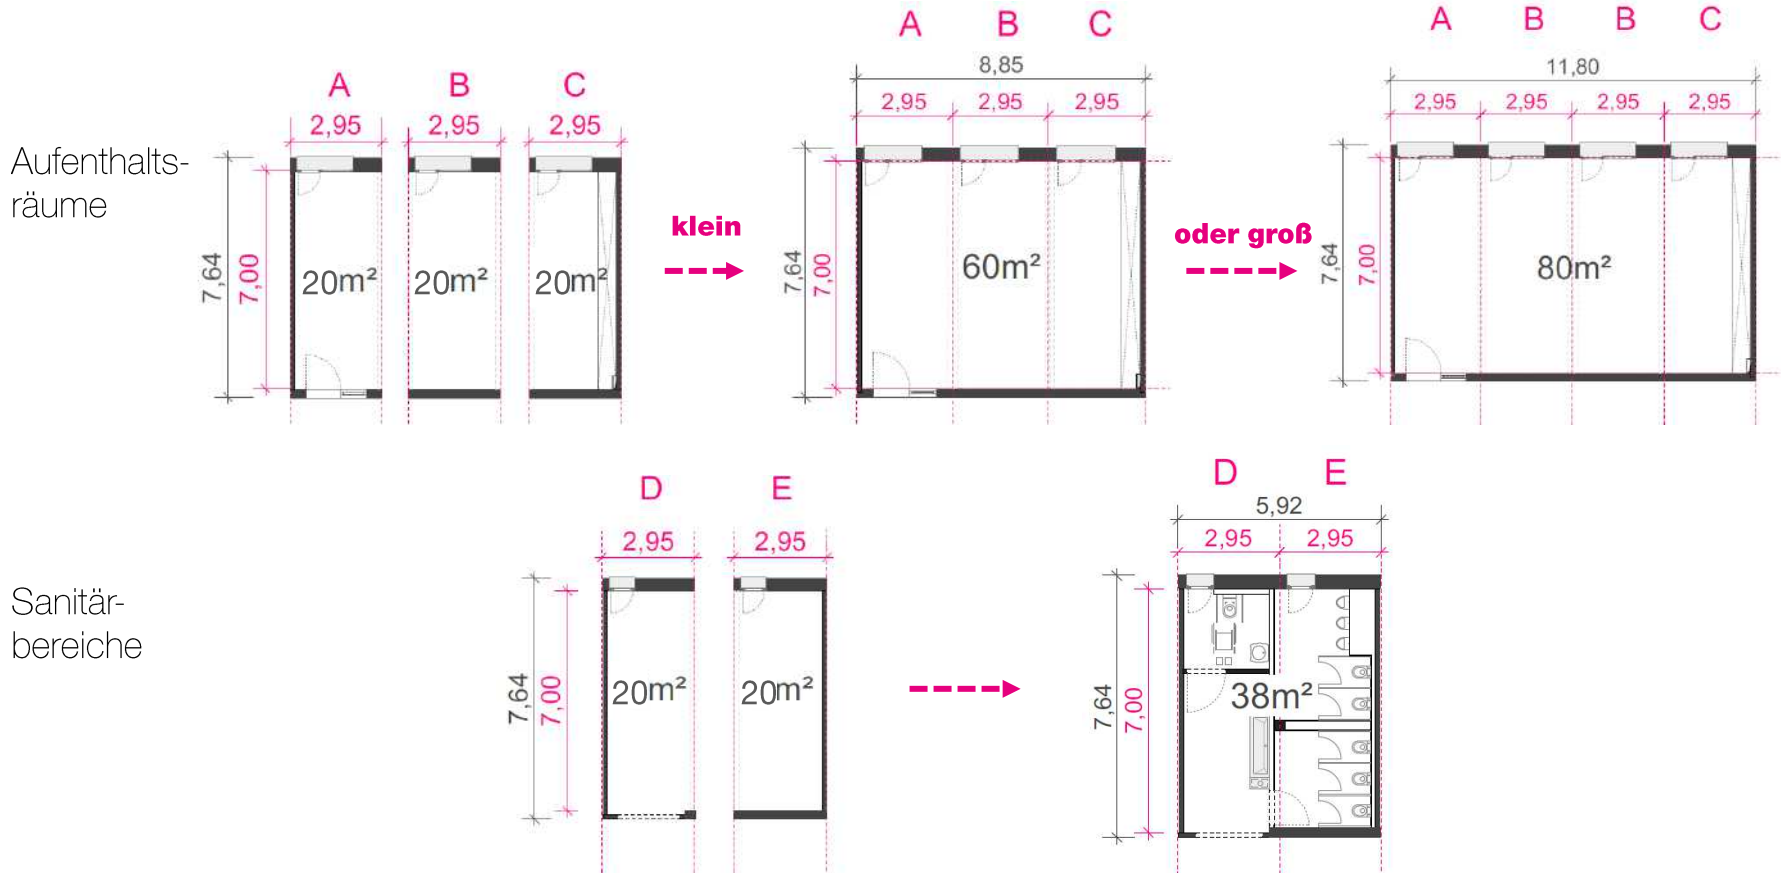 A B C
8,85
2,95 2,95 2,95
A B B C
11,80
2,95 2,95 2,95 2,95
A B C
2,95 2,95 2,95
Aufenthalts-
räume
7,64
7,00
20m²
20m²
20m²
klein
7,64
7,00
60m²
oder groß
7,64
7,00
80m²
D E
2,95 2,95
D E
5,92
2,95 2,95
Sanitär-
bereiche
7,64
7,00
20m²
20m²
7,64
7,00
38m²